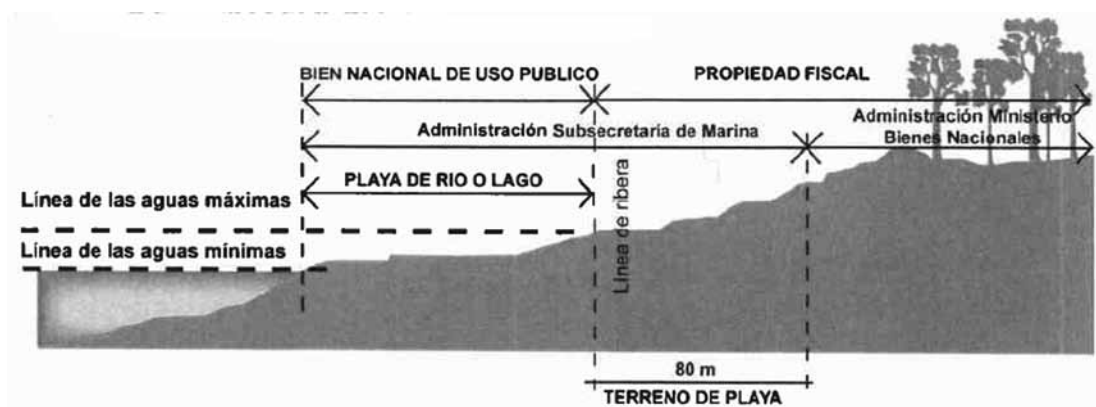 BIEN NACIONAL DE USO PUBLICO
PROPIEDAD FISCAL
Administración Subsecretaría de Marina
Administración Ministerio
Bienes Nacionales
PLAYA DE RIO O LAGO
Línea de las aguas máximas
Línea de las aguas mínimas
Línea de ribera
80 m
TERRENO DE PLAYA